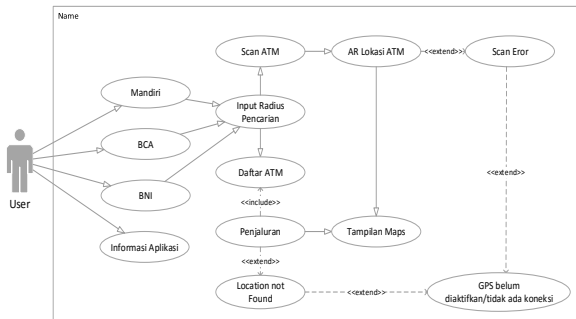 Name
Scan ATM
AR Lokasi ATM
<<extend>>
Scan Eror
Mandiri
Input Radius
Pencarian
BCA
User
Daftar ATM
<<extend>>
BNI
<<include>>
Informasi Aplikasi
Penjaluran
Tampilan Maps
<<extend>>
Location not
Found
<<extend>>
GPS belum
diaktifkan/tidak ada koneksi